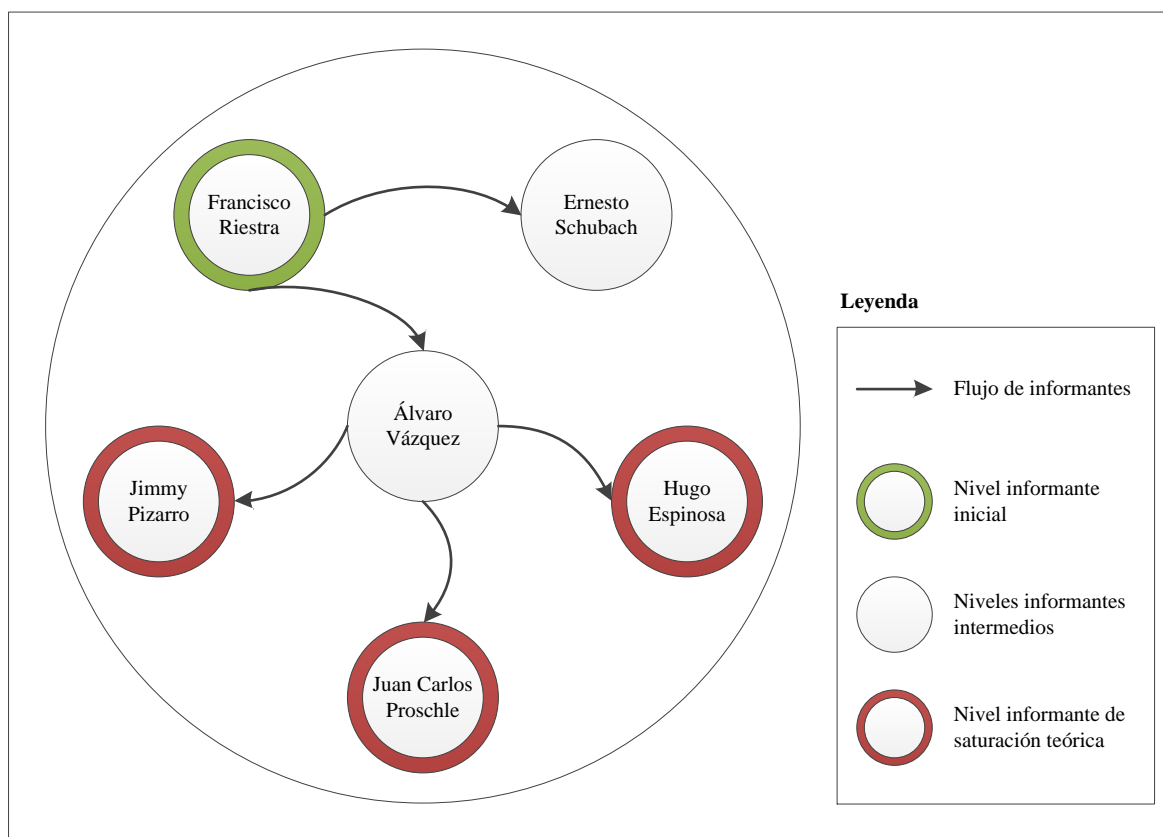 Francisco
Riestra
Ernesto
Schubach
Álvaro
Vázquez
Jimmy
Pizarro
Hugo
Espinosa
Juan Carlos
Proschle
Leyenda
Flujo de informantes
Nivel informante
inicial
Niveles informantes
intermedios
Nivel informante de
saturación teórica